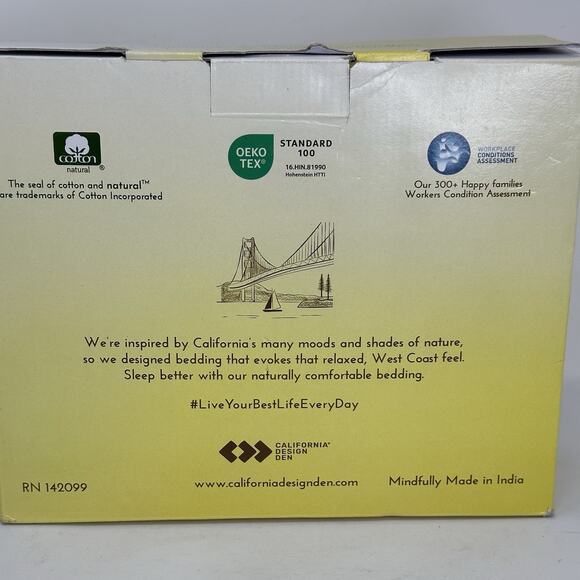 cotton
natural
®
The seal of cotton and natural™
are trademarks of Cotton Incorporated
OEKO
TEX®
STANDARD
100
16.HIN.81990
Hohenstein HTTI
WORKPLACE
CONDITIONS
ASSESSMENT
Our 300+ Happy families
Workers Condition Assessment
We're inspired by California's many moods and shades of nature,
so we designed bedding that evokes that relaxed, West Coast feel.
Sleep better with our naturally comfortable bedding.
#LiveYourBestLifeEveryDay
CALIFORNIA®
DESIGN
DEN
RN 142099
www.californiadesignden.com
Mindfully Made in India